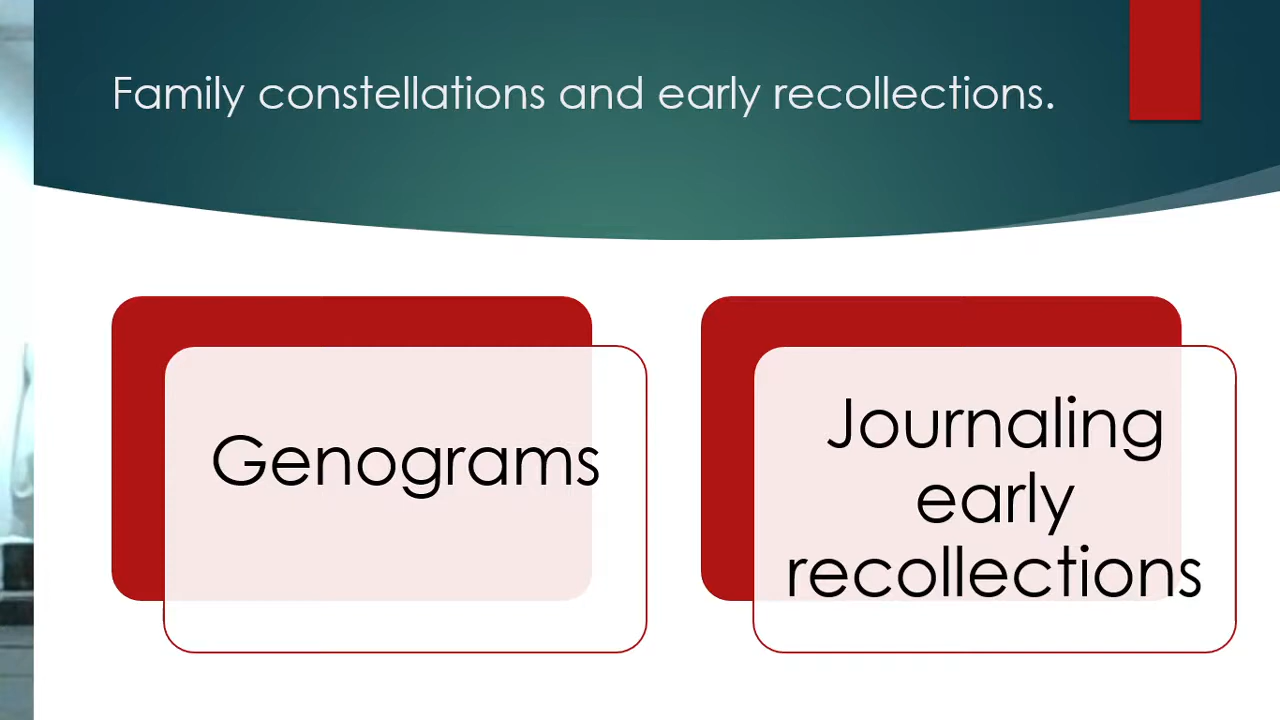 Family constellations and early recollections.
Genograms
Journaling
early
recollections